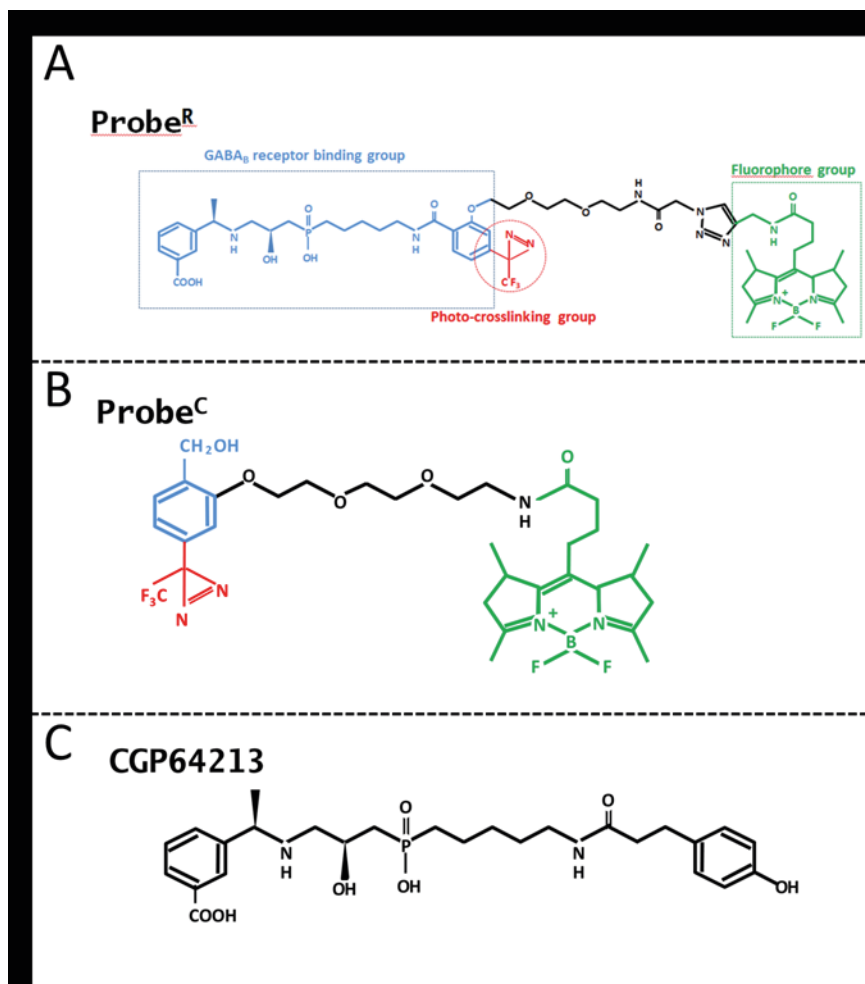 A
Probeᴿ
GABA_B receptor binding group
Fluorophore group
O
H
N
O
O
N
H
O
P
OH
OH
N
H
O
O
N
N
N
N
N
O
N
H
COOH
CF₃
Photo-crosslinking group
N
+
N
B
F
F
B
Probeᶜ
CH₂OH
O
O
O
O
N
H
F₃C
N
N
N
+
N
B
F
F
C
CGP64213
O
O
N
H
P
N
H
OH
OH
OH
COOH